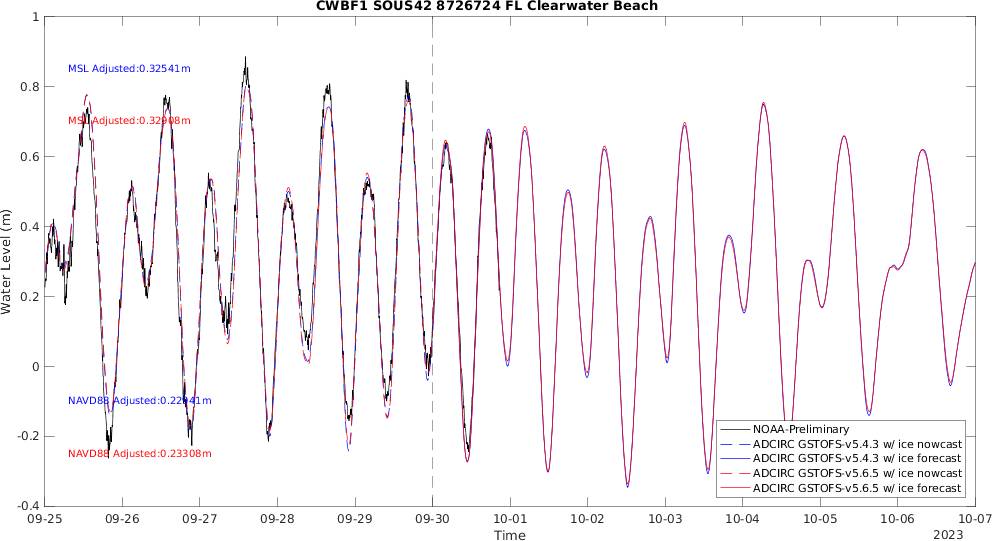 CWBF1 SOUS42 8726724 FL Clearwater Beach
Water Level (m)
1
0.8
0.6
0.4
0.2
0
-0.2
-0.4
MSL Adjusted:0.32541m
MSL Adjusted:0.32908m
NAVD88 Adjusted:0.22941m
NAVD88 Adjusted:0.23308m
NOAA-Preliminary
ADCIRC GSTOFS-v5.4.3 w/ ice nowcast
ADCIRC GSTOFS-v5.4.3 w/ ice forecast
ADCIRC GSTOFS-v5.6.5 w/ ice nowcast
ADCIRC GSTOFS-v5.6.5 w/ ice forecast
09-25 09-26 09-27 09-28 09-29 09-30 10-01 10-02 10-03 10-04 10-05 10-06 10-07
Time
2023